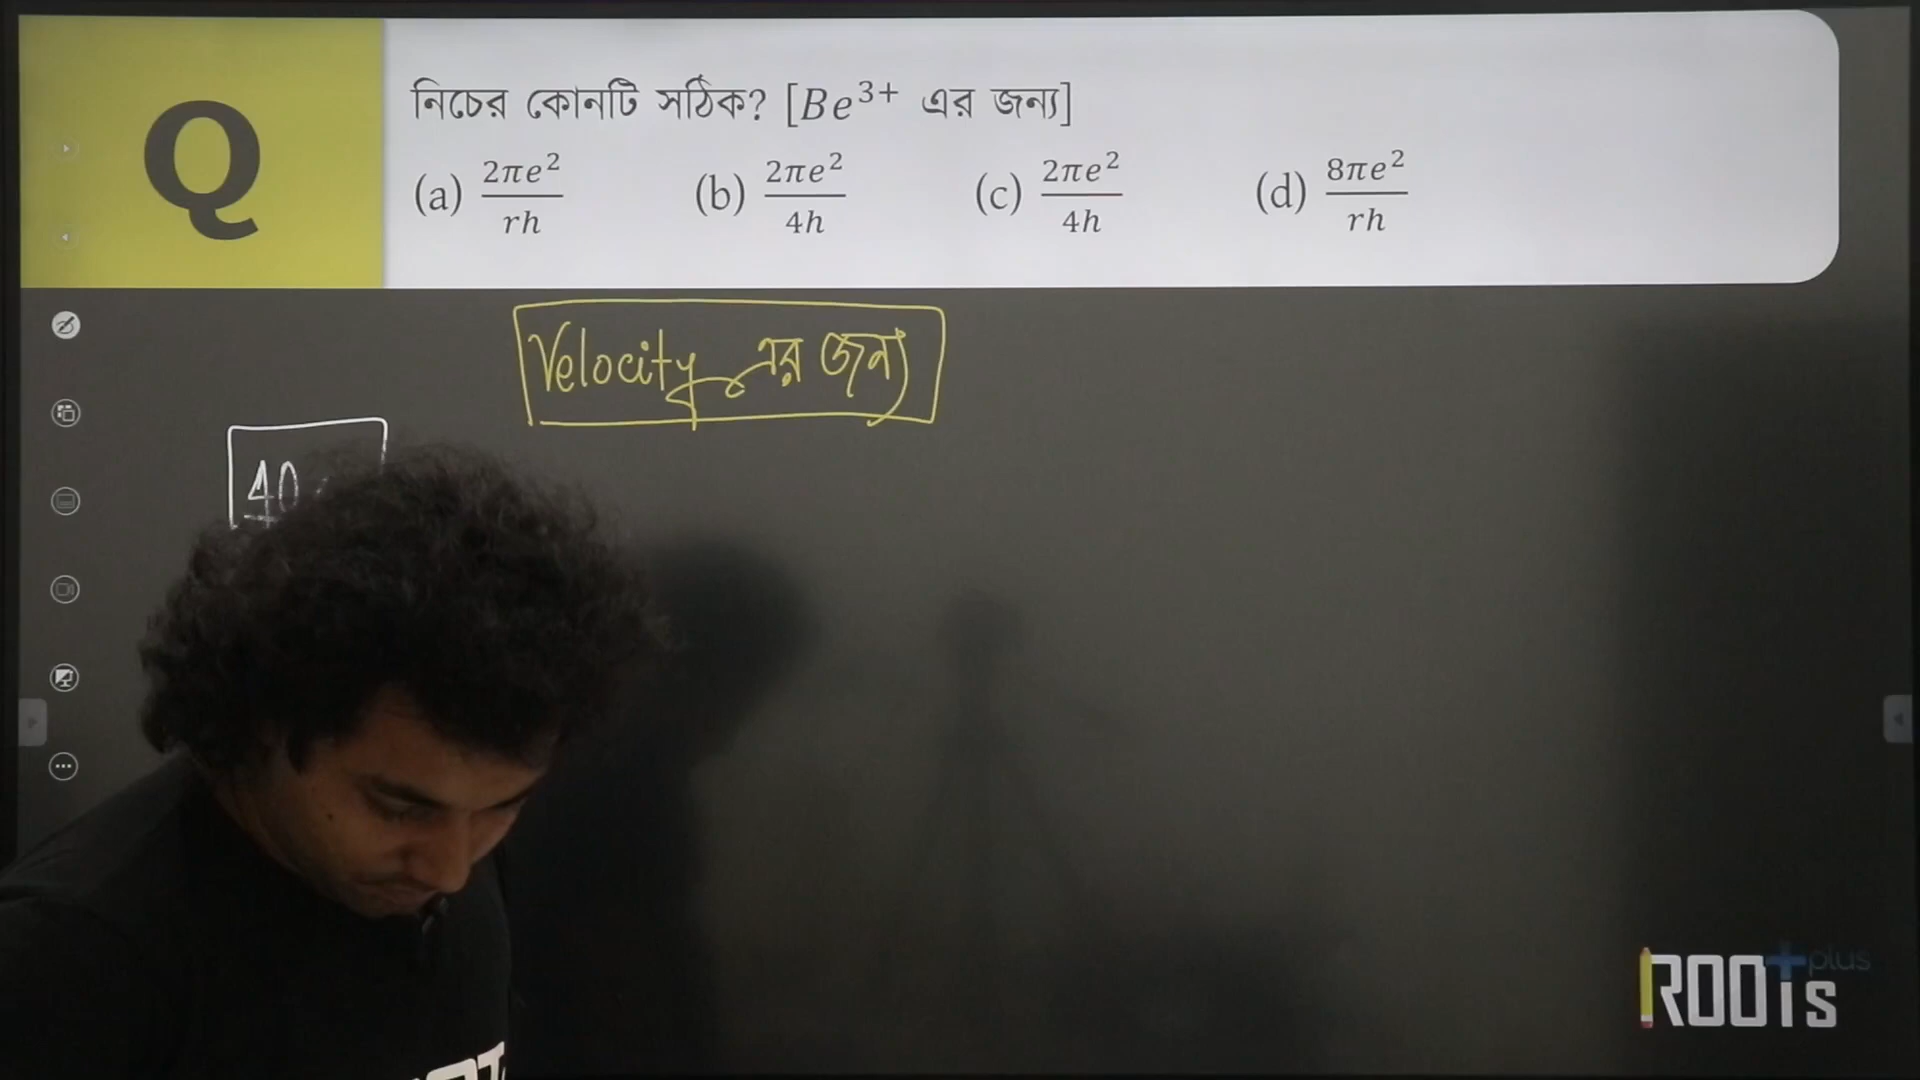 Q
নিচের কোনটি সঠিক? [Be³⁺ এর জন্য]
(a) 2πe²/rh (b) 2πe²/4h (c) 2πe²/4h (d) 8πe²/rh
Velocity এর জন্য
40
ROOTs plus